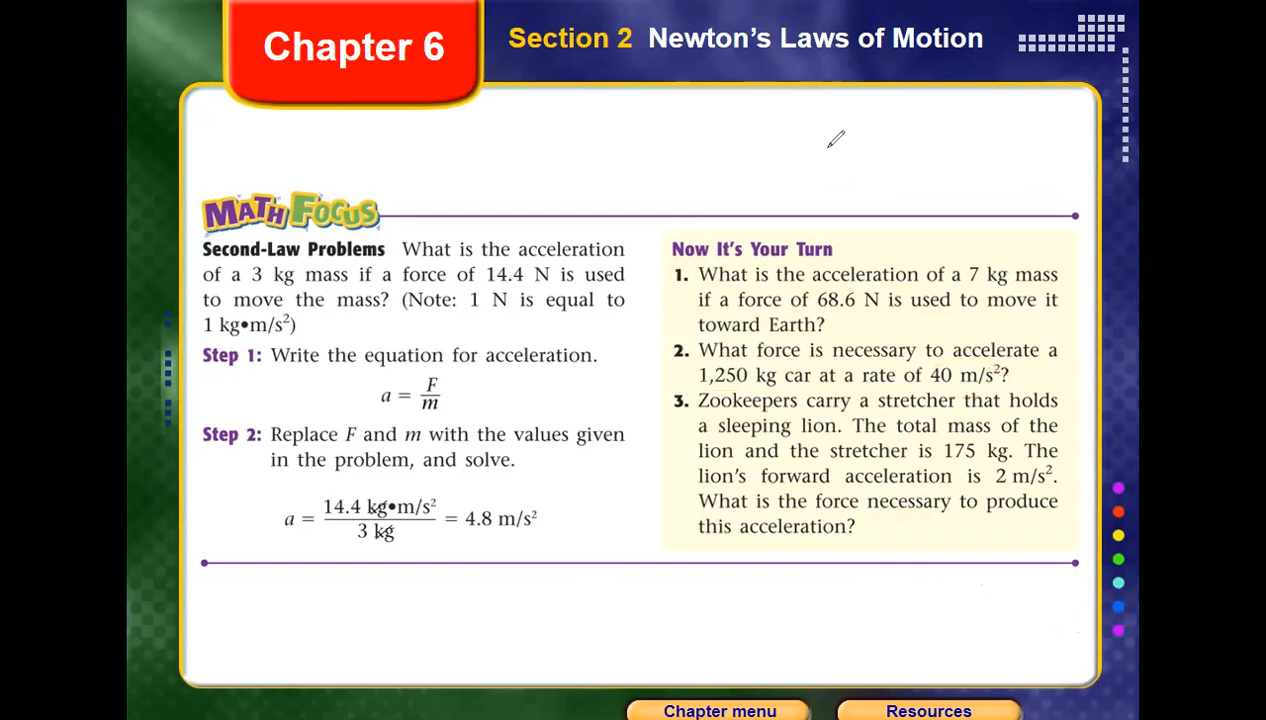 Chapter 6
Section 2 Newton's Laws of Motion
MATH FOCUS
Second-Law Problems What is the acceleration
of a 3 kg mass if a force of 14.4 N is used
to move the mass? (Note: 1 N is equal to
1 kg•m/s²)
Step 1: Write the equation for acceleration.
a = F/m
Step 2: Replace F and m with the values given
in the problem, and solve.
a = 14.4 kg•m/s² / 3 kg = 4.8 m/s²
Now It's Your Turn
1. What is the acceleration of a 7 kg mass
if a force of 68.6 N is used to move it
toward Earth?
2. What force is necessary to accelerate a
1,250 kg car at a rate of 40 m/s²?
3. Zookeepers carry a stretcher that holds
a sleeping lion. The total mass of the
lion and the stretcher is 175 kg. The
lion's forward acceleration is 2 m/s².
What is the force necessary to produce
this acceleration?
Chapter menu
Resources